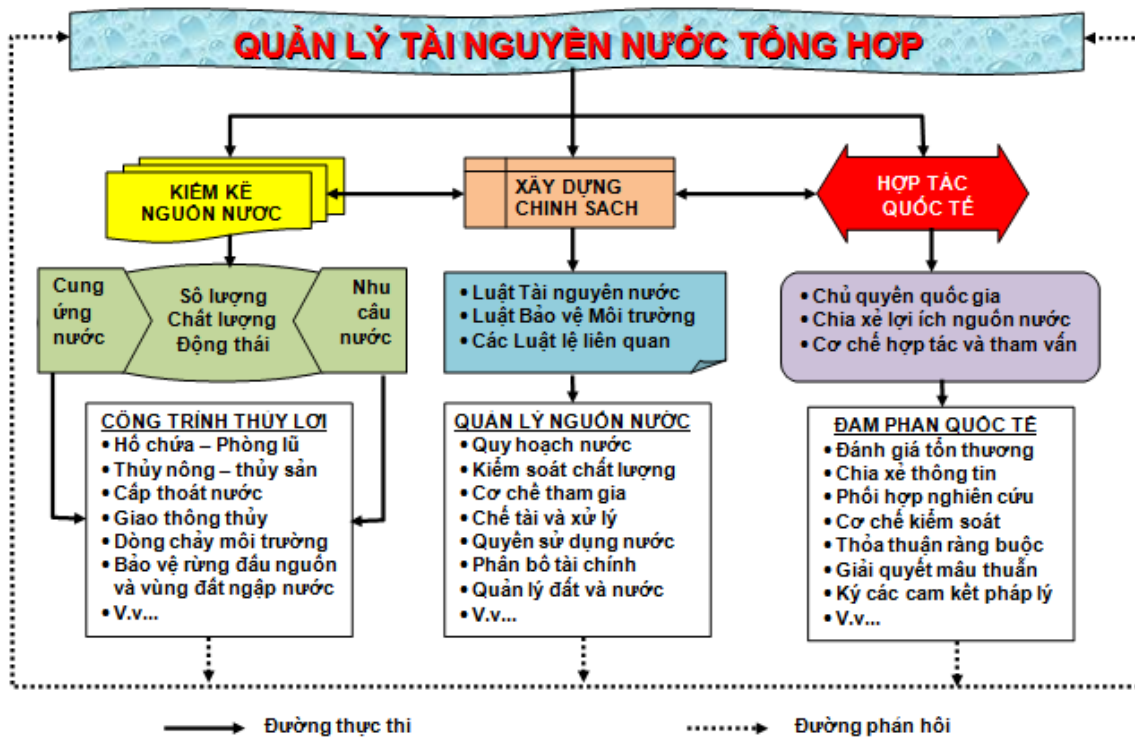 QUẢN LÝ TÀI NGUYÊN NƯỚC TỔNG HỢP
KIỂM KÊ
NGUỒN NƯỚC
XÂY DỰNG
CHÍNH SÁCH
HỢP TÁC
QUỐC TẾ
Cung
ứng
nước
Số lượng
Chất lượng
Động thái
Nhu
cầu
nước
• Luật Tài nguyên nước
• Luật Bảo vệ Môi trường
• Các Luật lệ liên quan
• Chủ quyền quốc gia
• Chia xẻ lợi ích nguồn nước
• Cơ chế hợp tác và tham vấn
CÔNG TRÌNH THỦY LỢI
• Hồ chứa – Phòng lũ
• Thủy nông – thủy sản
• Cấp thoát nước
• Giao thông thủy
• Dòng chảy môi trường
• Bảo vệ rừng đầu nguồn
và vùng đất ngập nước
• V.v...
QUẢN LÝ NGUỒN NƯỚC
• Quy hoạch nước
• Kiểm soát chất lượng
• Cơ chế tham gia
• Chế tài và xử lý
• Quyền sử dụng nước
• Phân bổ tài chính
• Quản lý đất và nước
• V.v...
ĐÀM PHÁN QUỐC TẾ
• Đánh giá tổn thương
• Chia xẻ thông tin
• Phối hợp nghiên cứu
• Cơ chế kiểm soát
• Thỏa thuận ràng buộc
• Giải quyết mâu thuẫn
• Ký các cam kết pháp lý
• V.v...
Đường thực thi
Đường phản hồi